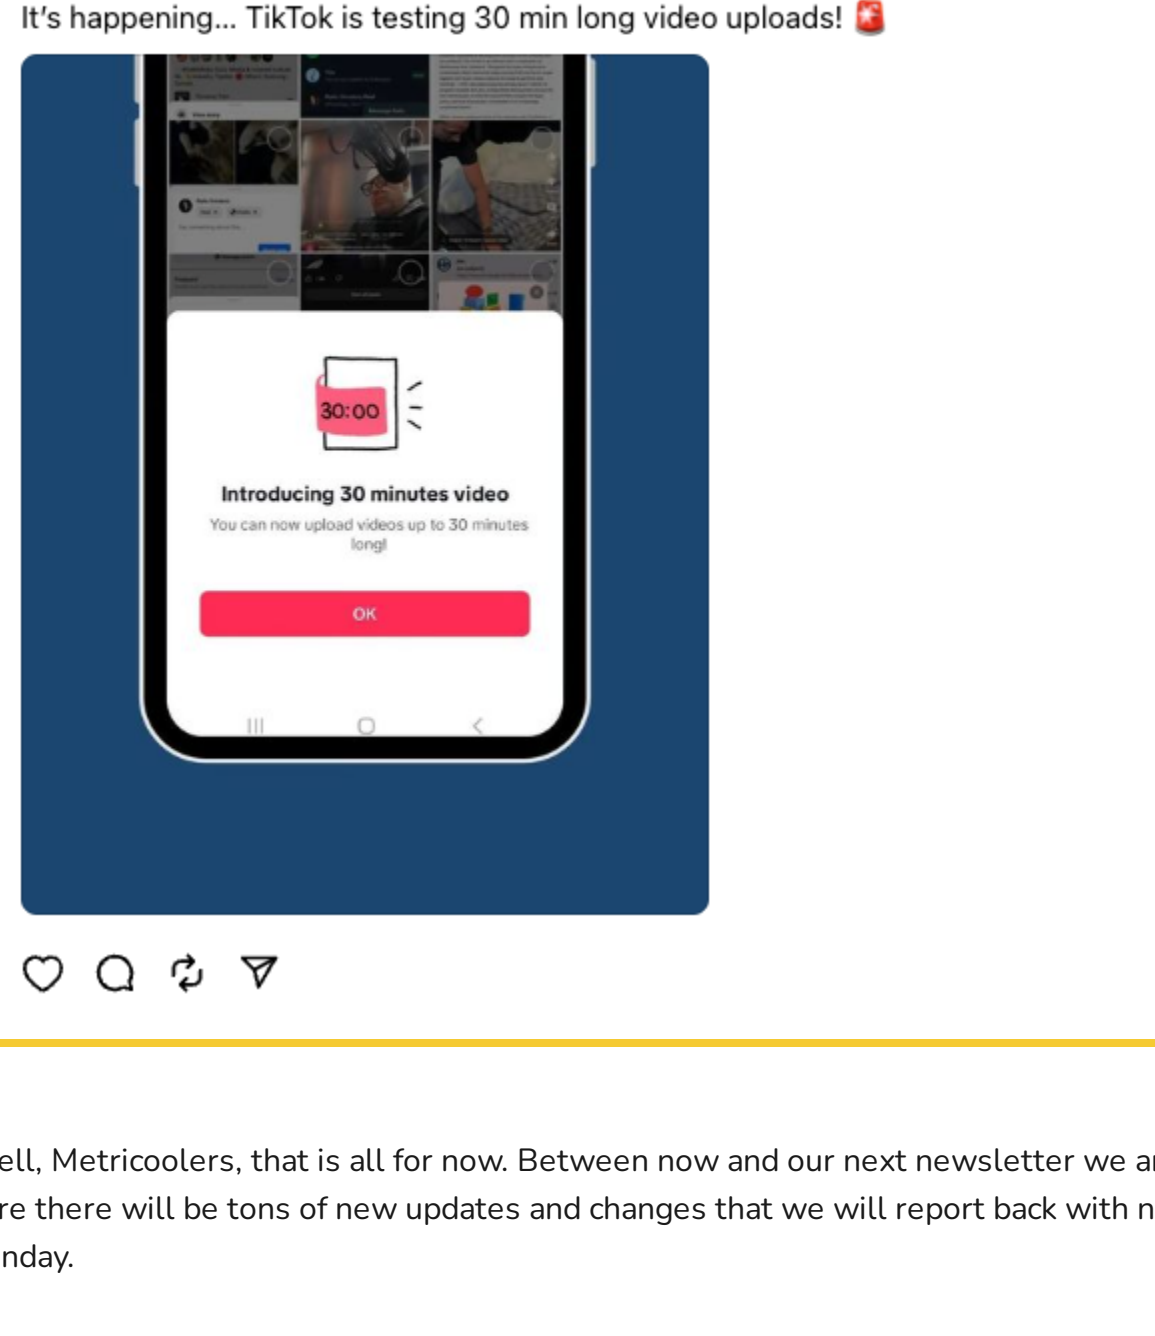 It's happening... TikTok is testing 30 min long video uploads! 🚨
30:00
Introducing 30 minutes video
You can now upload videos up to 30 minutes
long!
OK
ell, Metricoolers, that is all for now. Between now and our next newsletter we ar
re there will be tons of new updates and changes that we will report back with n
nday.